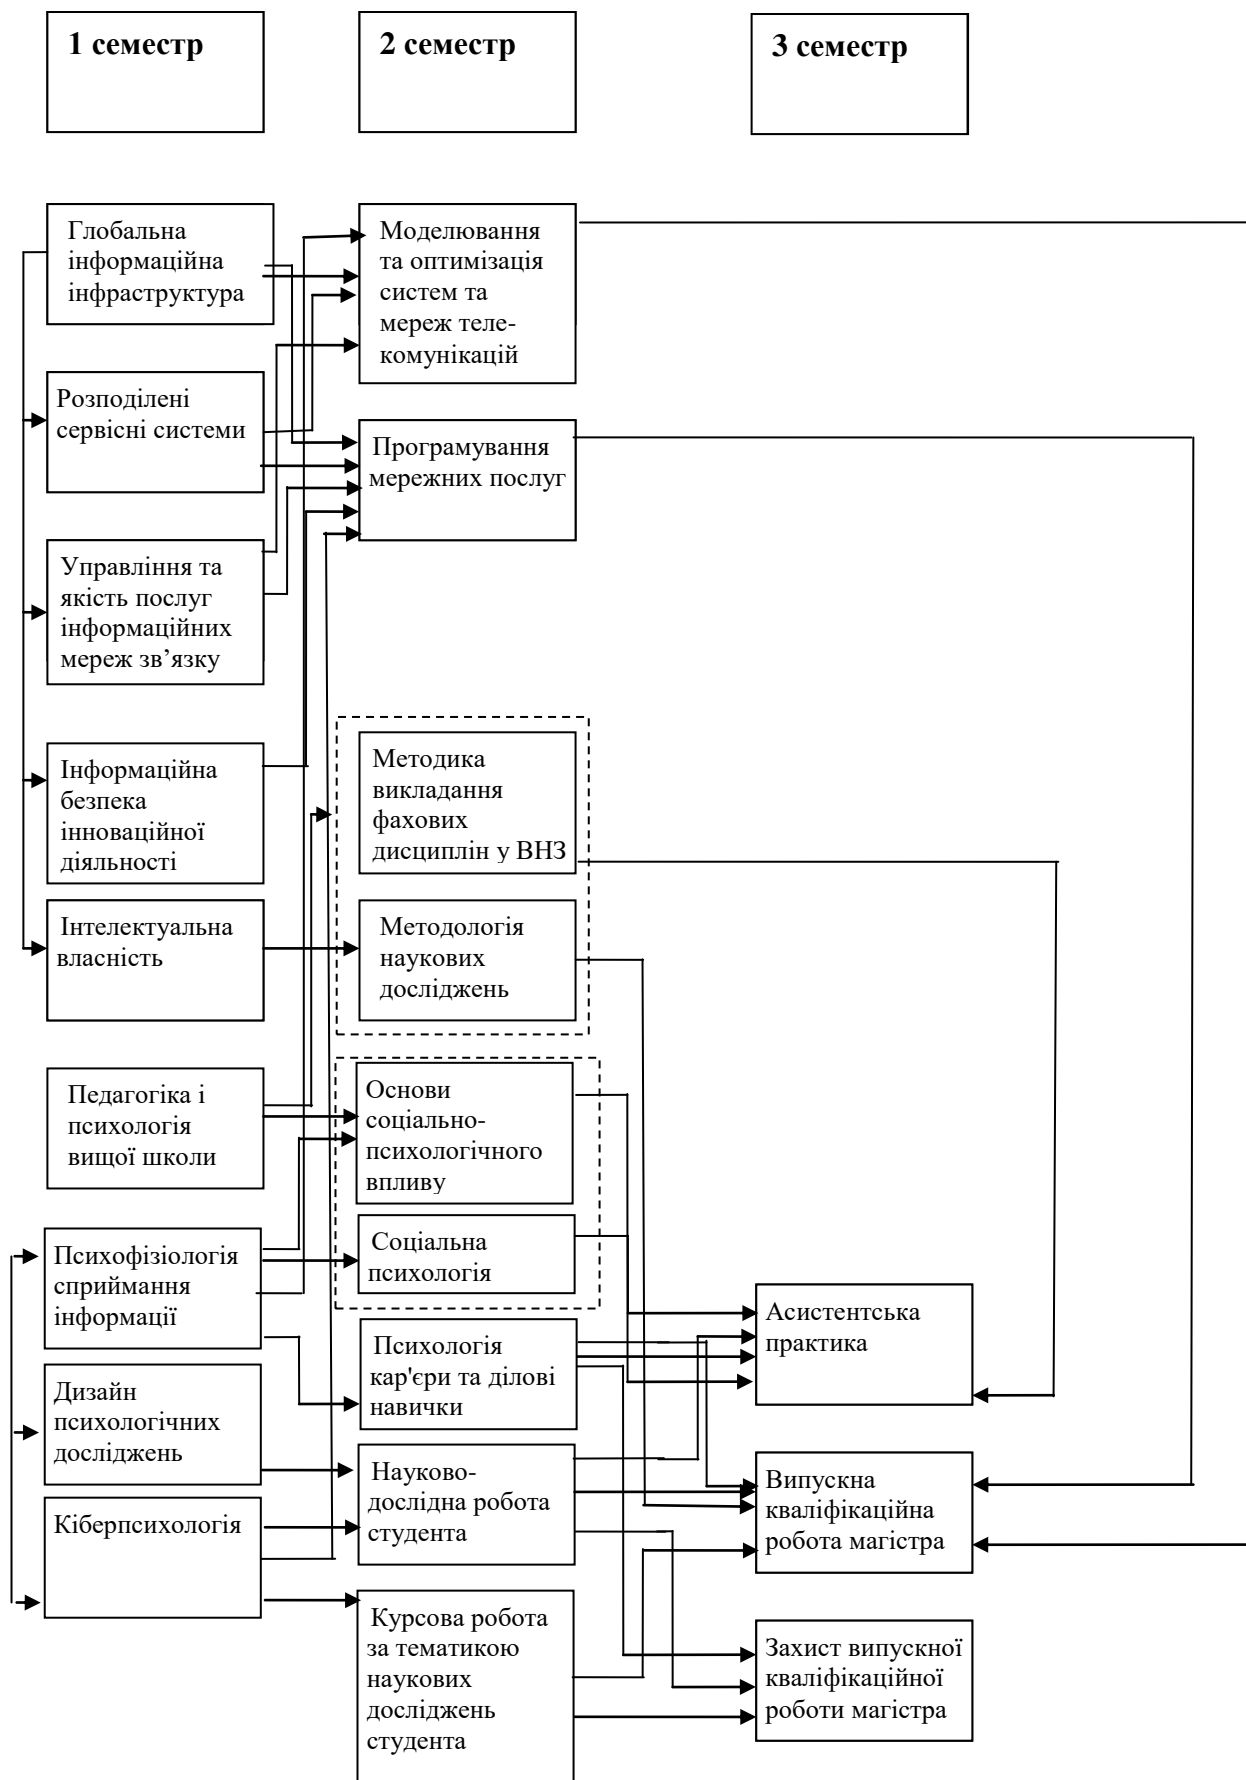 1 семестр
2 семестр
3 семестр
Глобальна
інформаційна
інфраструктура
Розподілені
сервісні системи
Управління та
якість послуг
інформаційних
мереж зв’язку
Інформаційна
безпека
інноваційної
діяльності
Інтелектуальна
власність
Педагогіка і
психологія
вищої школи
Психофізіологія
сприймання
інформації
Дизайн
психологічних
досліджень
Кіберпсихологія
Моделювання
та оптимізація
систем та
мереж теле-
комунікацій
Програмування
мережних послуг
Методика
викладання
фахових
дисциплін у ВНЗ
Методологія
наукових
досліджень
Основи
соціально-
психологічного
впливу
Соціальна
психологія
Психологія
кар'єри та ділові
навички
Науково-
дослідна робота
студента
Курсова робота
за тематикою
наукових
досліджень
студента
Асистентська
практика
Випускна
кваліфікаційна
робота магістра
Захист випускної
кваліфікаційної
роботи магістра